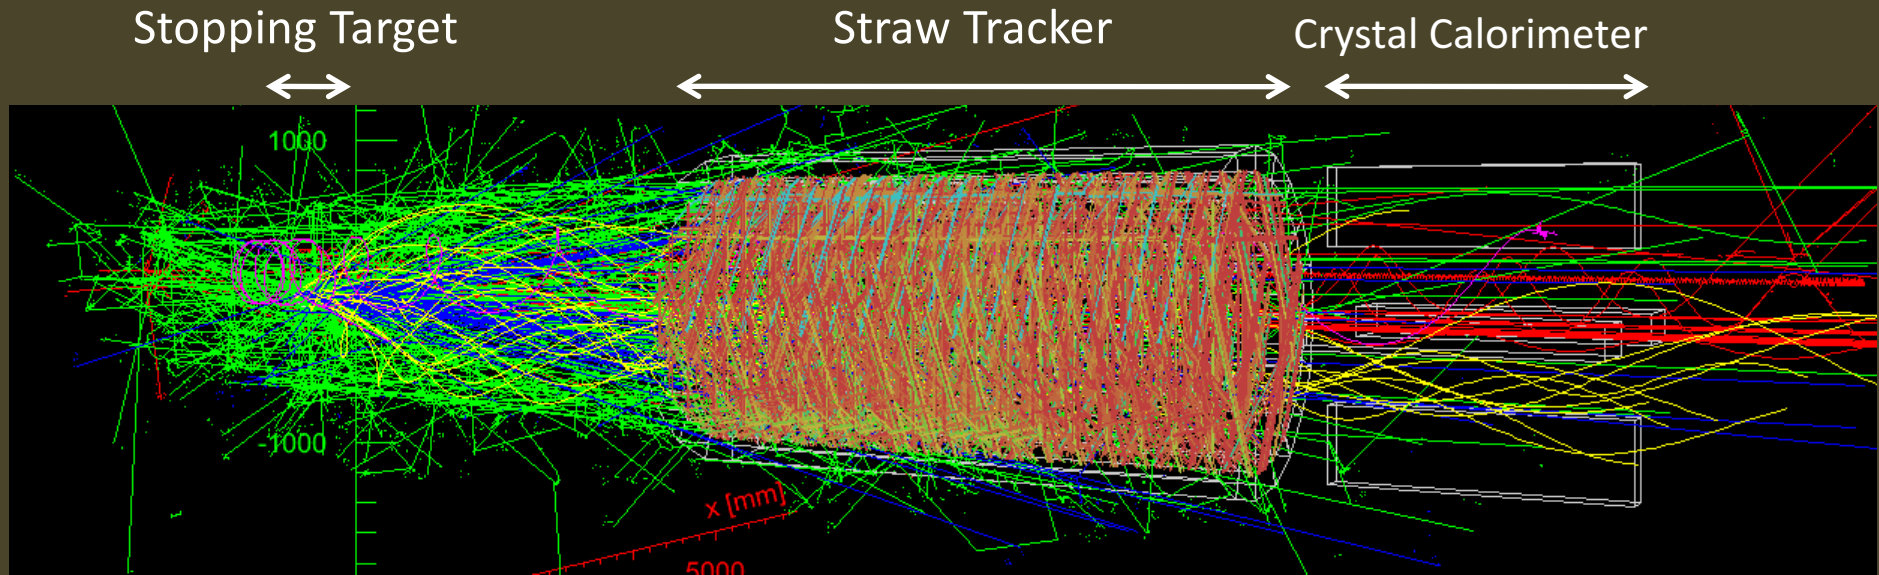 Stopping Target
Straw Tracker
Crystal Calorimeter
1000
-1000
x [mm]
5000